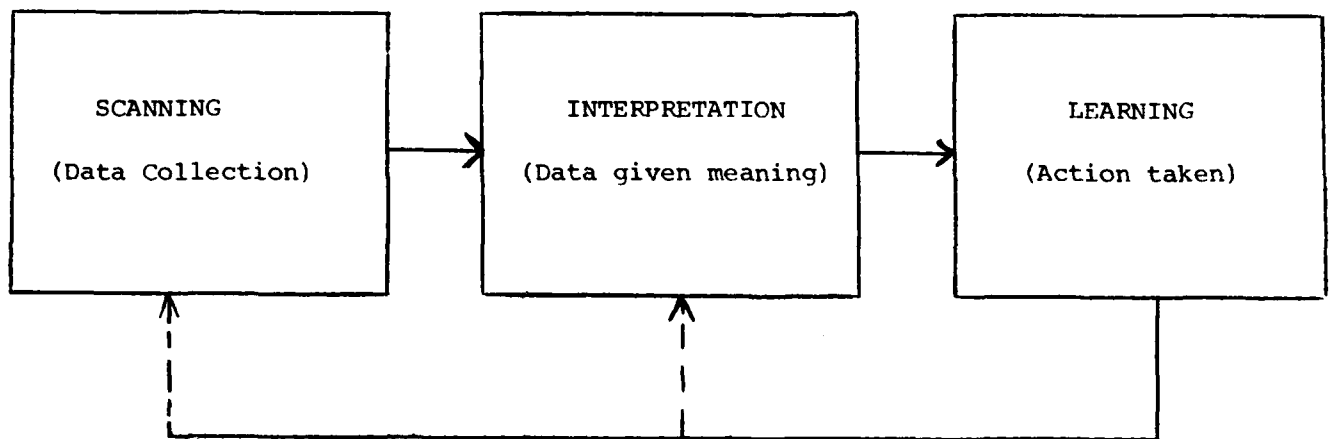 SCANNING
(Data Collection)
INTERPRETATION
(Data given meaning)
LEARNING
(Action taken)